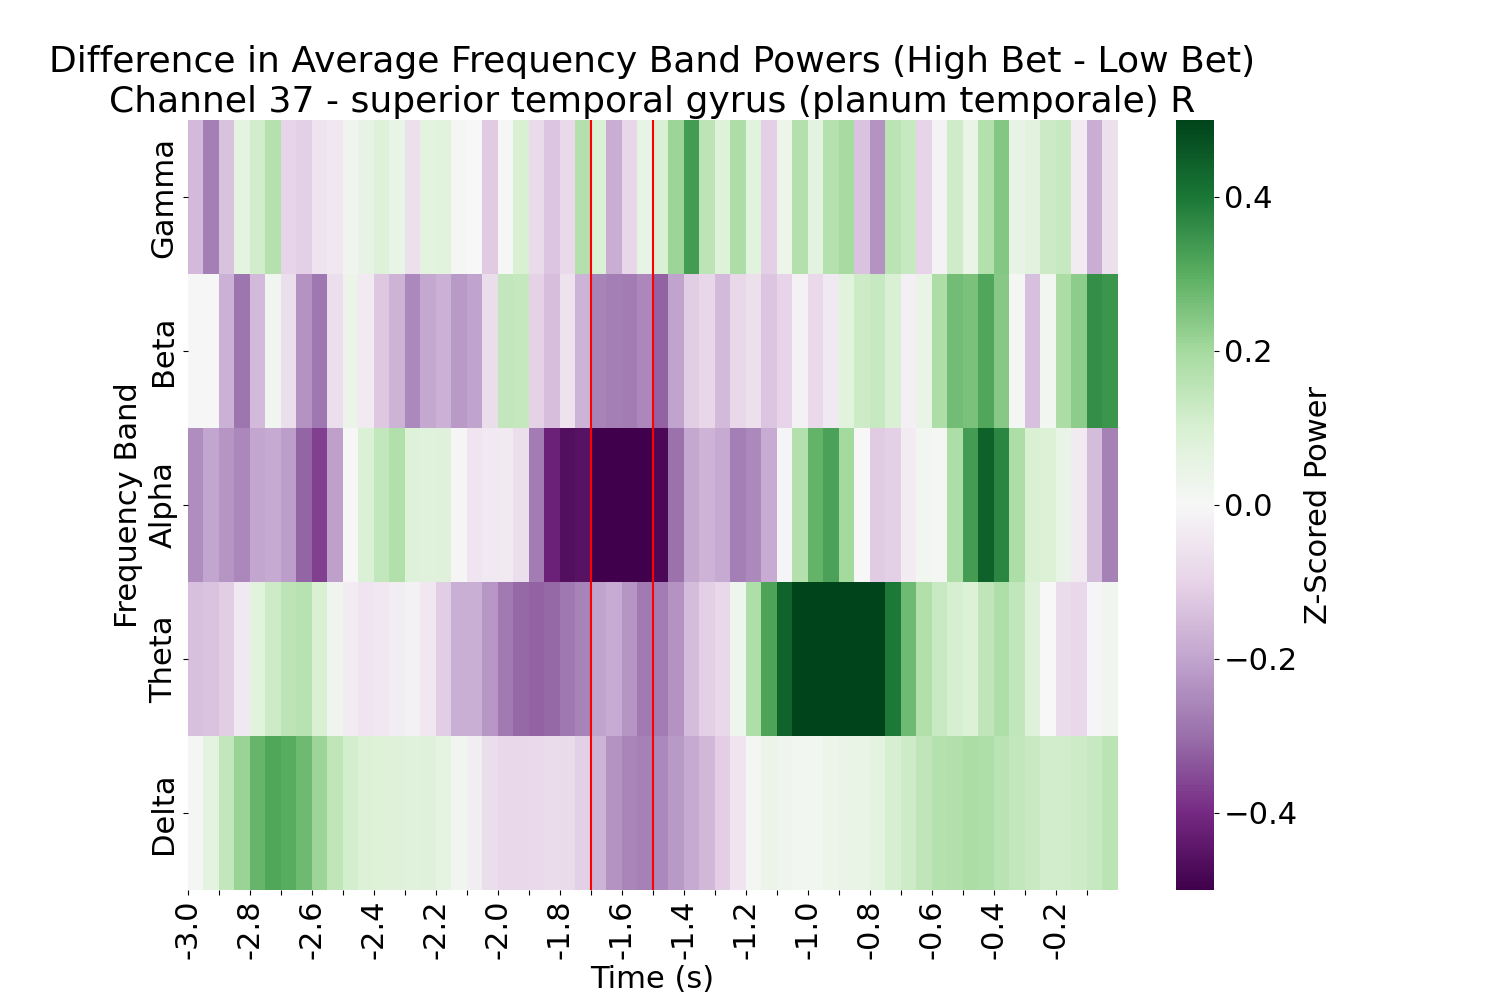 Difference in Average Frequency Band Powers (High Bet - Low Bet)
Channel 37 - superior temporal gyrus (planum temporale) R
Frequency Band
Gamma
Beta
Alpha
Theta
Delta
-3.0
-2.8
-2.6
-2.4
-2.2
-2.0
-1.8
-1.6
-1.4
-1.2
-1.0
-0.8
-0.6
-0.4
-0.2
Time (s)
0.4
0.2
0.0
−0.2
−0.4
Z-Scored Power